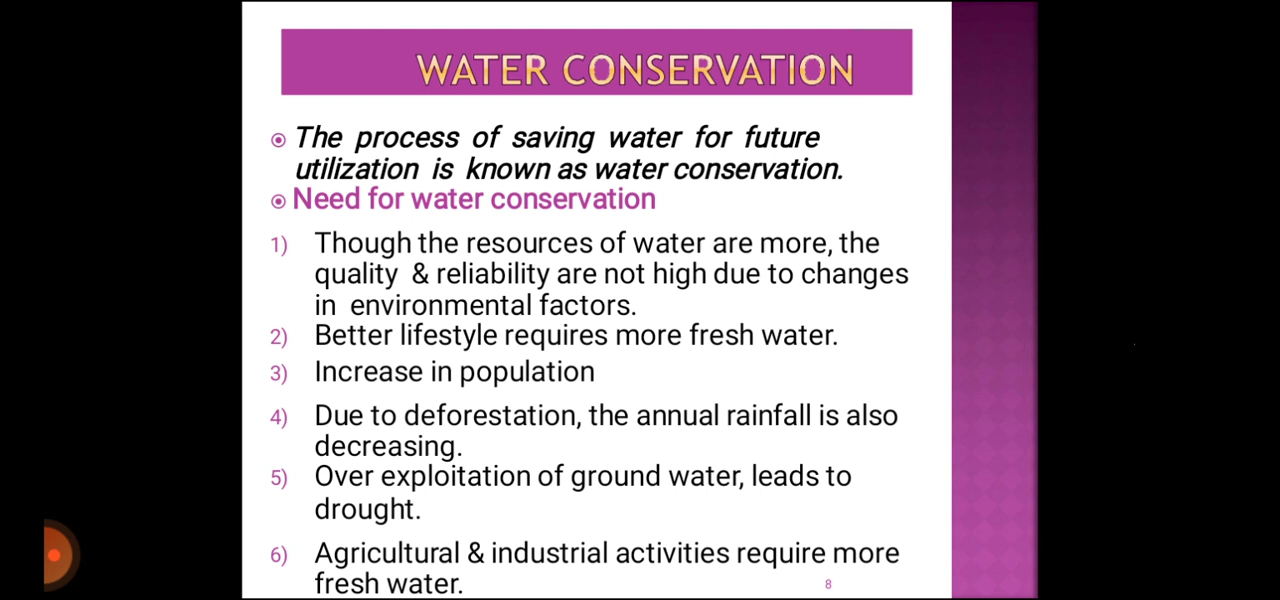 WATER CONSERVATION
The process of saving water for future
utilization is known as water conservation.
Need for water conservation
1) Though the resources of water are more, the
quality & reliability are not high due to changes
in environmental factors.
2) Better lifestyle requires more fresh water.
3) Increase in population
4) Due to deforestation, the annual rainfall is also
decreasing.
5) Over exploitation of ground water, leads to
drought.
6) Agricultural & industrial activities require more
fresh water.
8